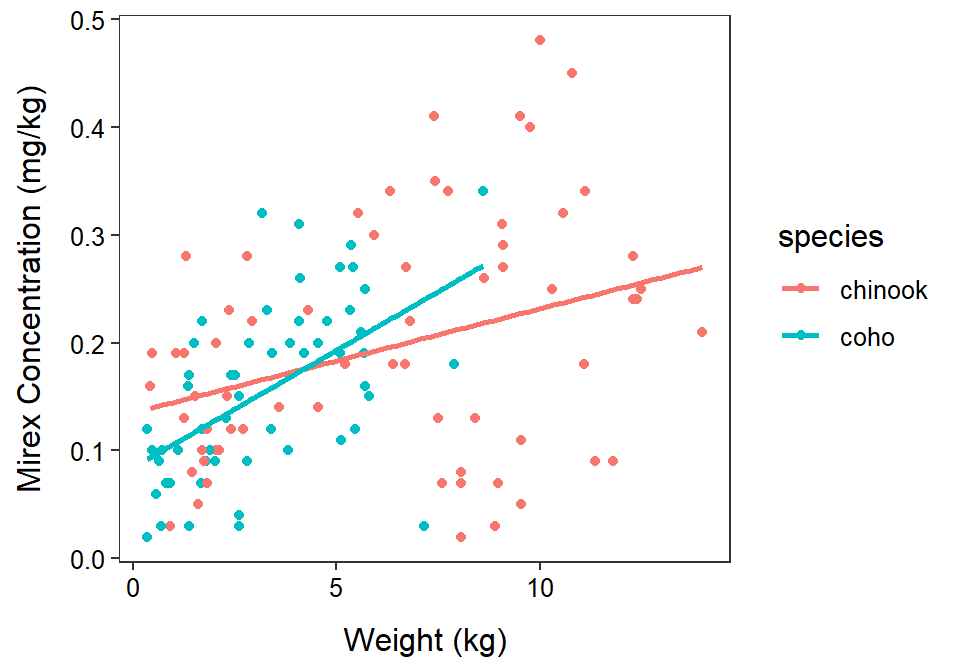 0.5
0.4
0.3
0.2
0.1
0.0
Mirex Concentration (mg/kg)
0 5 10
Weight (kg)
species
chinook
coho